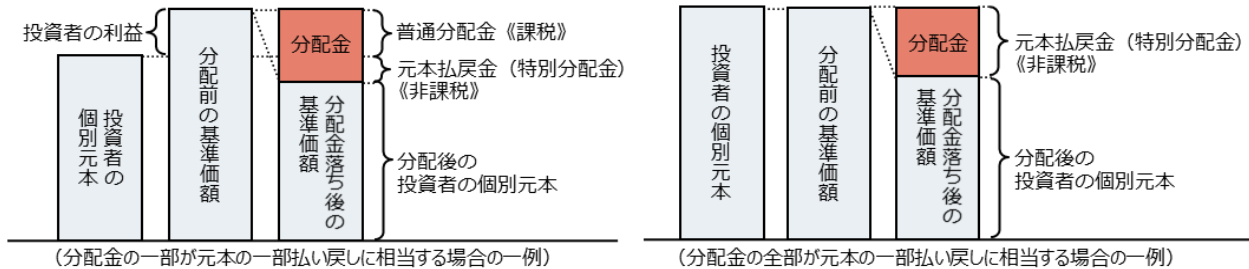 投資者の利益
投資者の
個別元本
分配前の基準価額
分配金
分配金落ち後の
基準価額
普通分配金《課税》
元本払戻金（特別分配金）
《非課税》
分配後の
投資者の個別元本
（分配金の一部が元本の一部払い戻しに相当する場合の一例）
投資者の個別元本
分配前の基準価額
分配金
分配金落ち後の
基準価額
元本払戻金（特別分配金）
《非課税》
分配後の
投資者の個別元本
（分配金の全部が元本の一部払い戻しに相当する場合の一例）